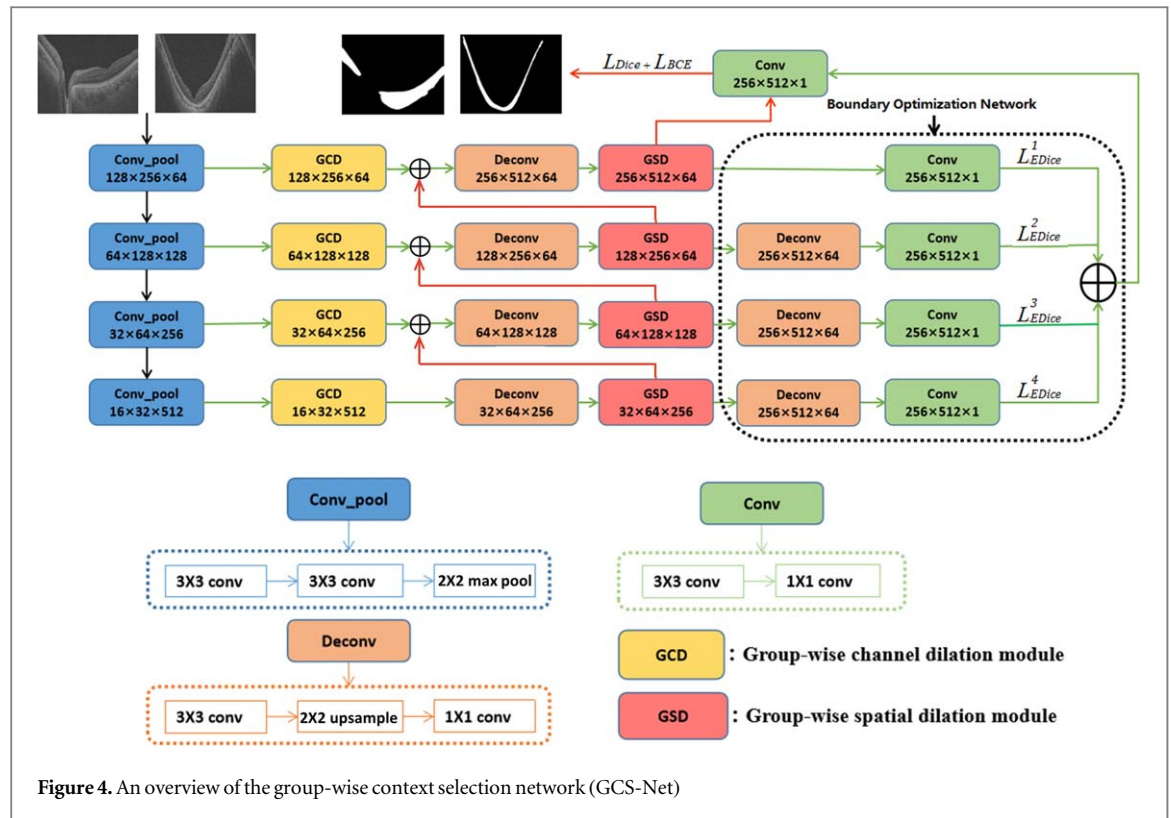 L_Dice + L_BCE
Conv
256×512×1
Boundary Optimization Network
Conv_pool
128×256×64
GCD
128×256×64
⊕
Deconv
256×512×64
GSD
256×512×64
Conv
256×512×1
L^1_EDice
Conv_pool
64×128×128
GCD
64×128×128
⊕
Deconv
128×256×64
GSD
128×256×64
Deconv
256×512×64
Conv
256×512×1
L^2_EDice
⊕
Conv_pool
32×64×256
GCD
32×64×256
⊕
Deconv
64×128×128
GSD
64×128×128
Deconv
256×512×64
Conv
256×512×1
L^3_EDice
Conv_pool
16×32×512
GCD
16×32×512
Deconv
32×64×256
GSD
32×64×256
Deconv
256×512×64
Conv
256×512×1
L^4_EDice
Conv_pool
3X3 conv
3X3 conv
2X2 max pool
Conv
3X3 conv
1X1 conv
Deconv
3X3 conv
2X2 upsample
1X1 conv
GCD : Group-wise channel dilation module
GSD : Group-wise spatial dilation module
Figure 4. An overview of the group-wise context selection network (GCS-Net)